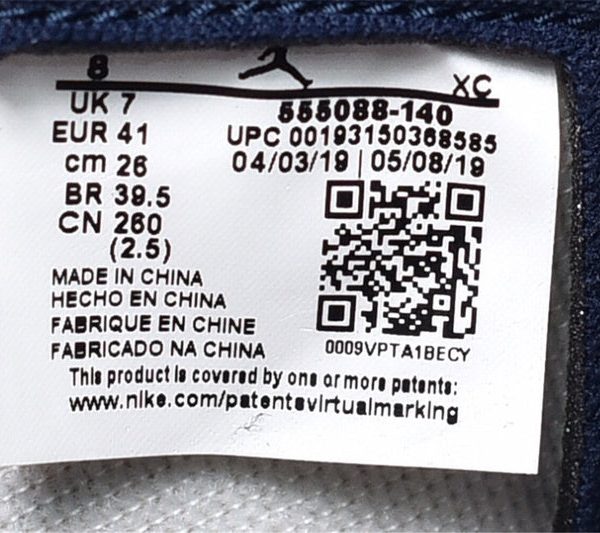 8
XC
UK 7
555088-140
EUR 41
UPC 00193150368585
cm 26
04/03/19 | 05/08/19
BR 39.5
CN 260
(2.5)
MADE IN CHINA
HECHO EN CHINA
FABRIQUE EN CHINE
FABRICADO NA CHINA
0009VPTA1BECY
This product is covered by one or more patents:
www.nike.com/patentsvirtualmarking